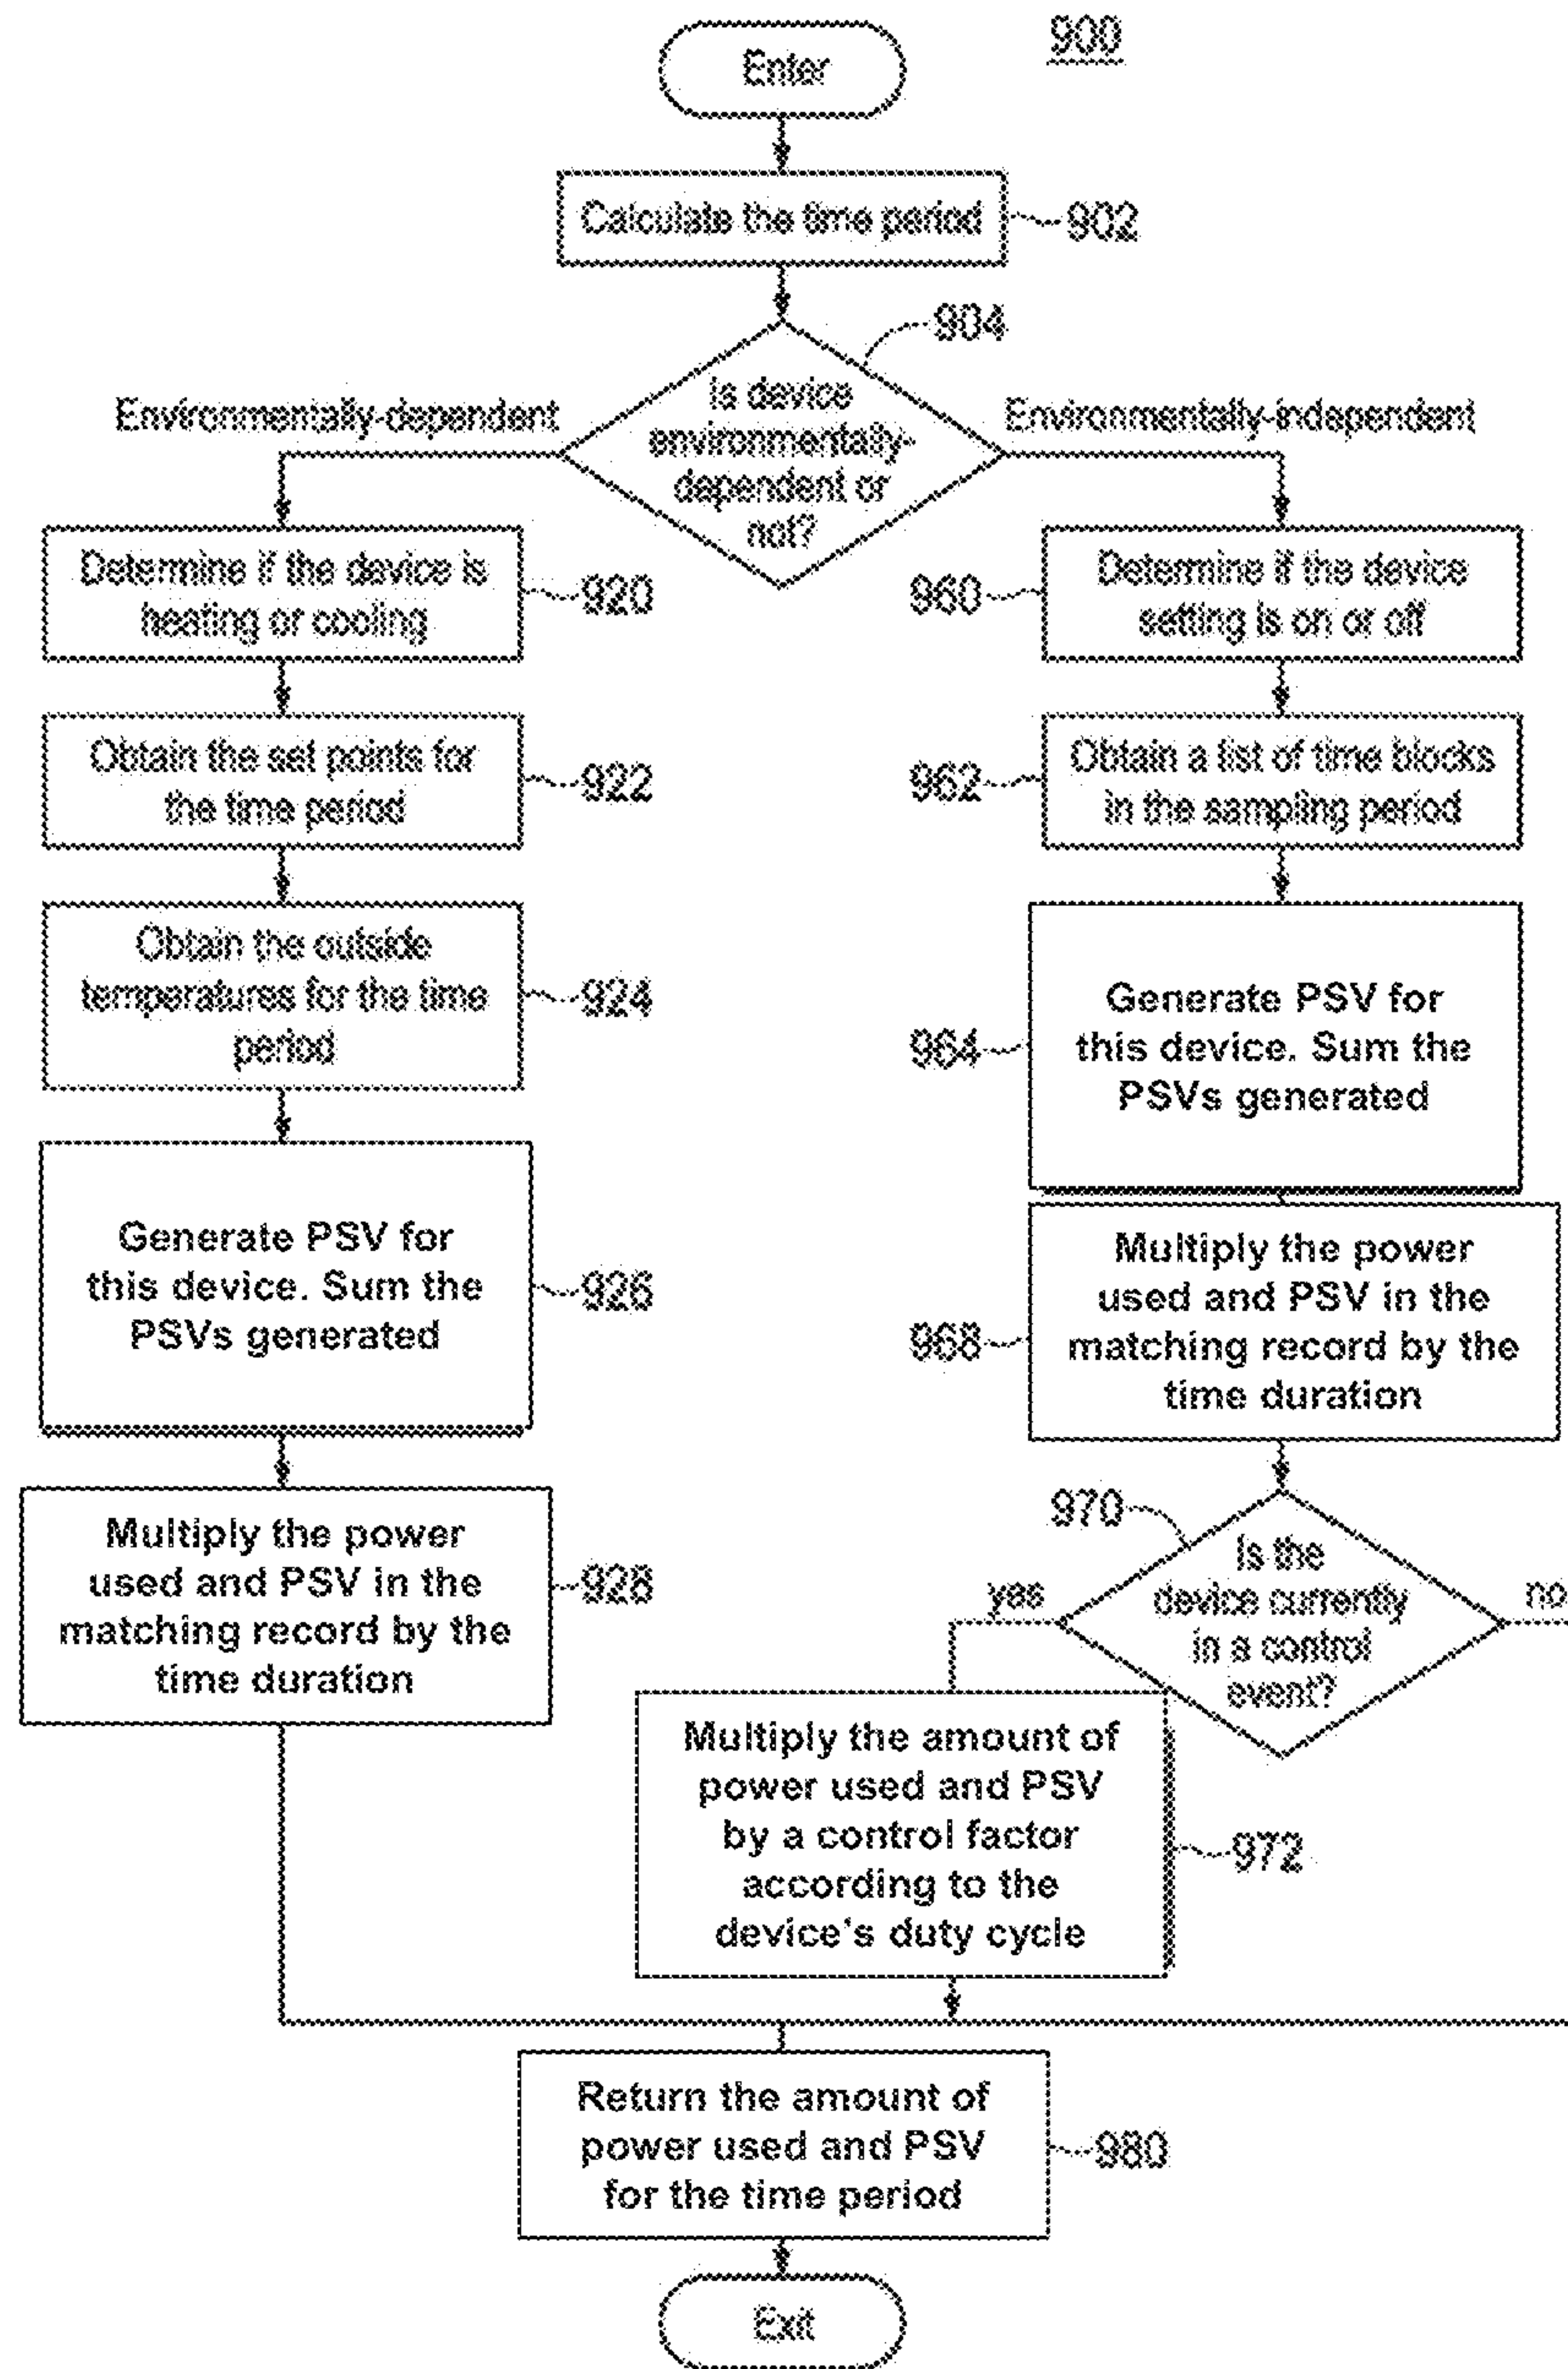 900
Enter
Calculate the time period
902
904
Is device
environmentally-
dependent or
not?
Environmentally-dependent
Environmentally-independent
Determine if the device is
heating or cooling
920
Obtain the set points for
the time period
922
Obtain the outside
temperatures for the time
period
924
Generate PSV for
this device. Sum the
PSVs generated
926
Multiply the power
used and PSV in the
matching record by the
time duration
928
960
Determine if the device
setting is on or off
962
Obtain a list of time blocks
in the sampling period
964
Generate PSV for
this device. Sum the
PSVs generated
968
Multiply the power
used and PSV in the
matching record by the
time duration
970
Is the
device currently
in a control
event?
yes
no
Multiply the amount of
power used and PSV
by a control factor
according to the
device's duty cycle
972
Return the amount of
power used and PSV
for the time period
980
Exit